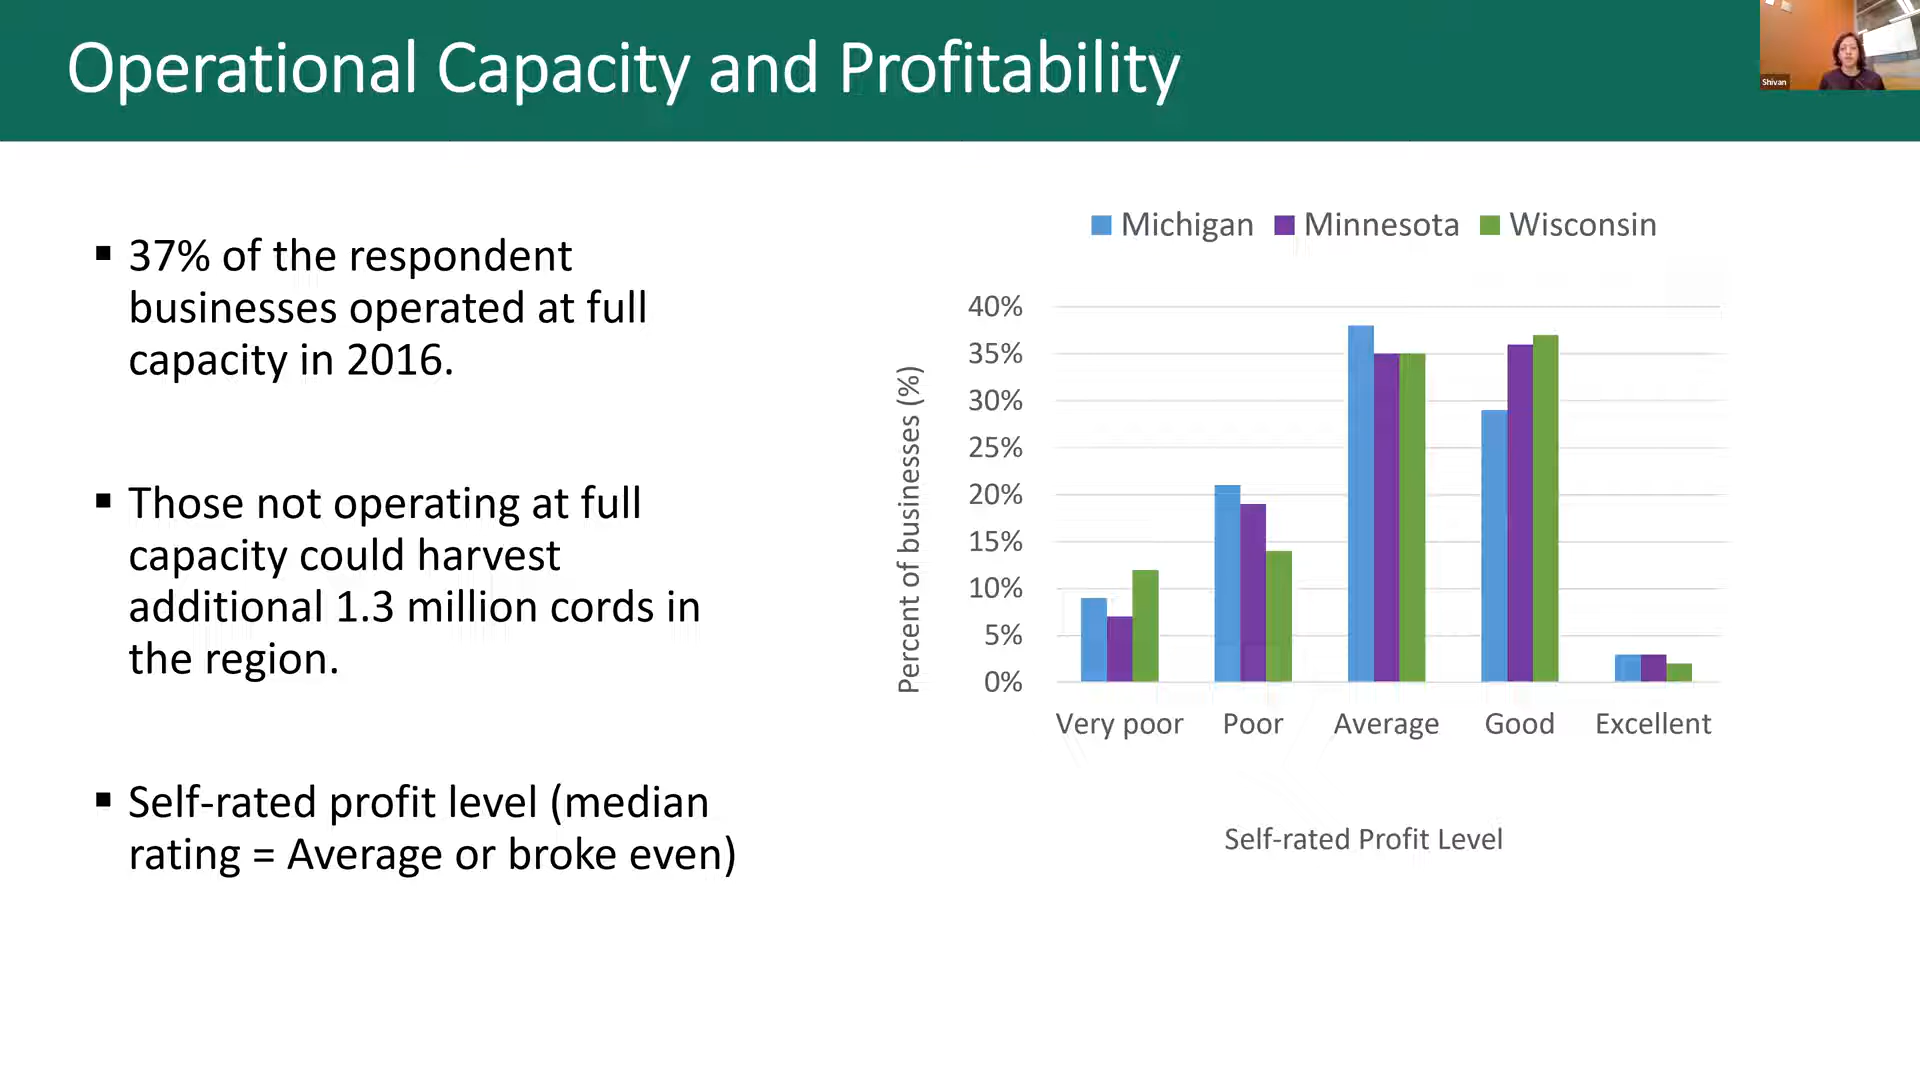 Operational Capacity and Profitability
Shivan
▪ 37% of the respondent
businesses operated at full
capacity in 2016.
▪ Those not operating at full
capacity could harvest
additional 1.3 million cords in
the region.
▪ Self-rated profit level (median
rating = Average or broke even)
Michigan Minnesota Wisconsin
Percent of businesses (%)
40%
35%
30%
25%
20%
15%
10%
5%
0%
Very poor Poor Average Good Excellent
Self-rated Profit Level